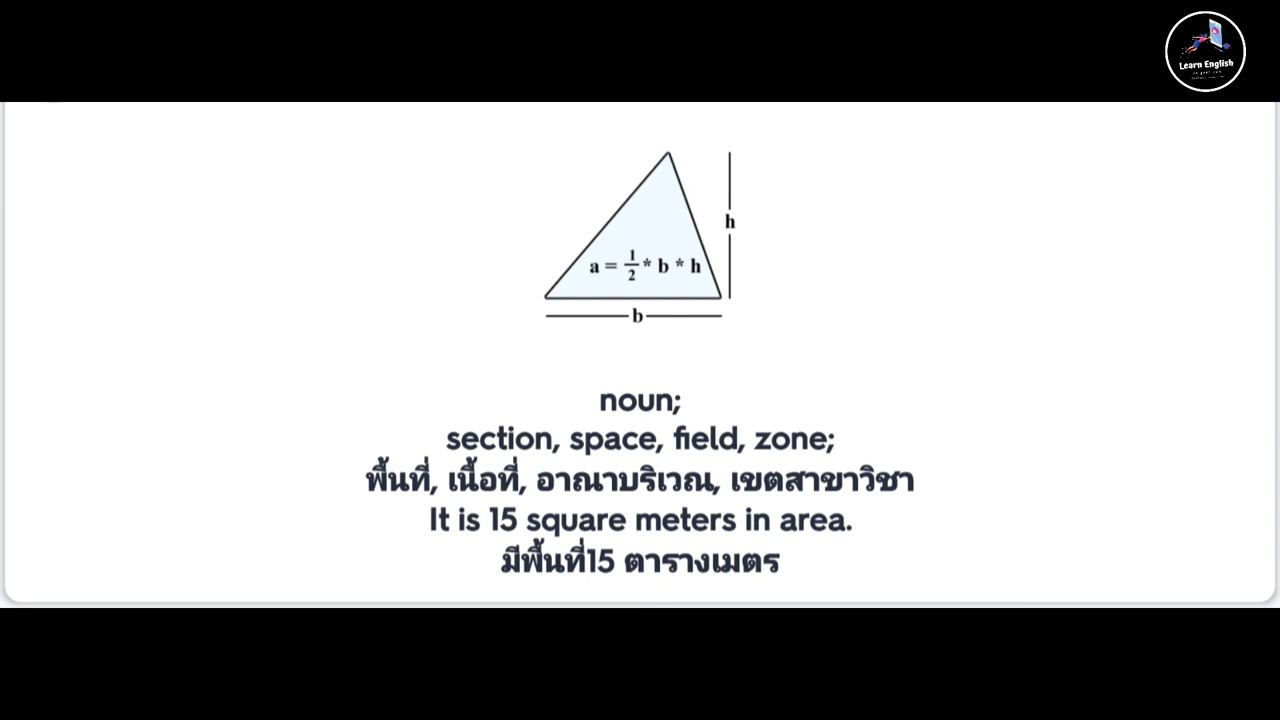 Learn English
h
a = 1/2 * b * h
b
noun;
section, space, field, zone;
พื้นที่, เนื้อที่, อาณาบริเวณ, เขตสาขาวิชา
It is 15 square meters in area.
มีพื้นที่15 ตารางเมตร